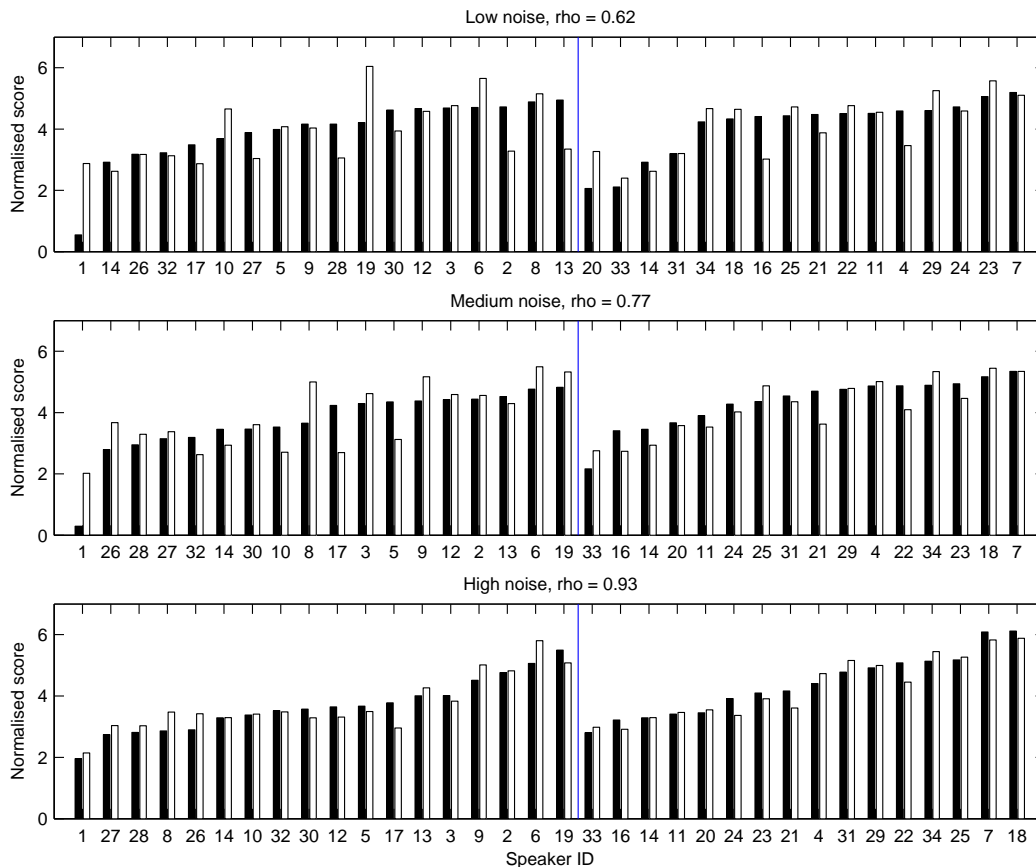 Low noise, rho = 0.62
6
4
2
0
Normalised score
1 14 26 32 17 10 27 5 9 28 19 30 12 3 6 2 8 13 20 33 14 31 34 18 16 25 21 22 11 4 29 24 23 7
Medium noise, rho = 0.77
6
4
2
0
Normalised score
1 26 28 27 32 14 30 10 8 17 3 5 9 12 2 13 6 19 33 16 14 20 11 24 25 31 21 29 4 22 34 23 18 7
High noise, rho = 0.93
6
4
2
0
Normalised score
1 27 28 8 26 14 10 32 30 12 5 17 13 3 9 2 6 19 33 16 14 11 20 24 23 21 4 31 29 22 34 25 7 18
Speaker ID